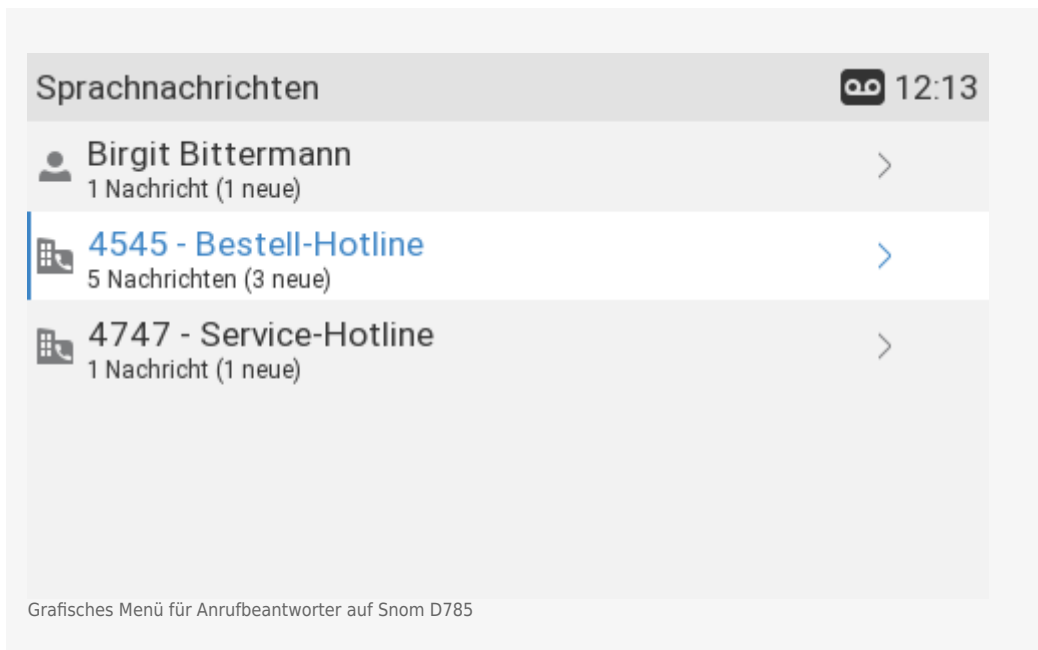 Sprachnachrichten 12:13
Birgit Bittermann
1 Nachricht (1 neue)
4545 - Bestell-Hotline
5 Nachrichten (3 neue)
4747 - Service-Hotline
1 Nachricht (1 neue)
Grafisches Menü für Anrufbeantworter auf Snom D785